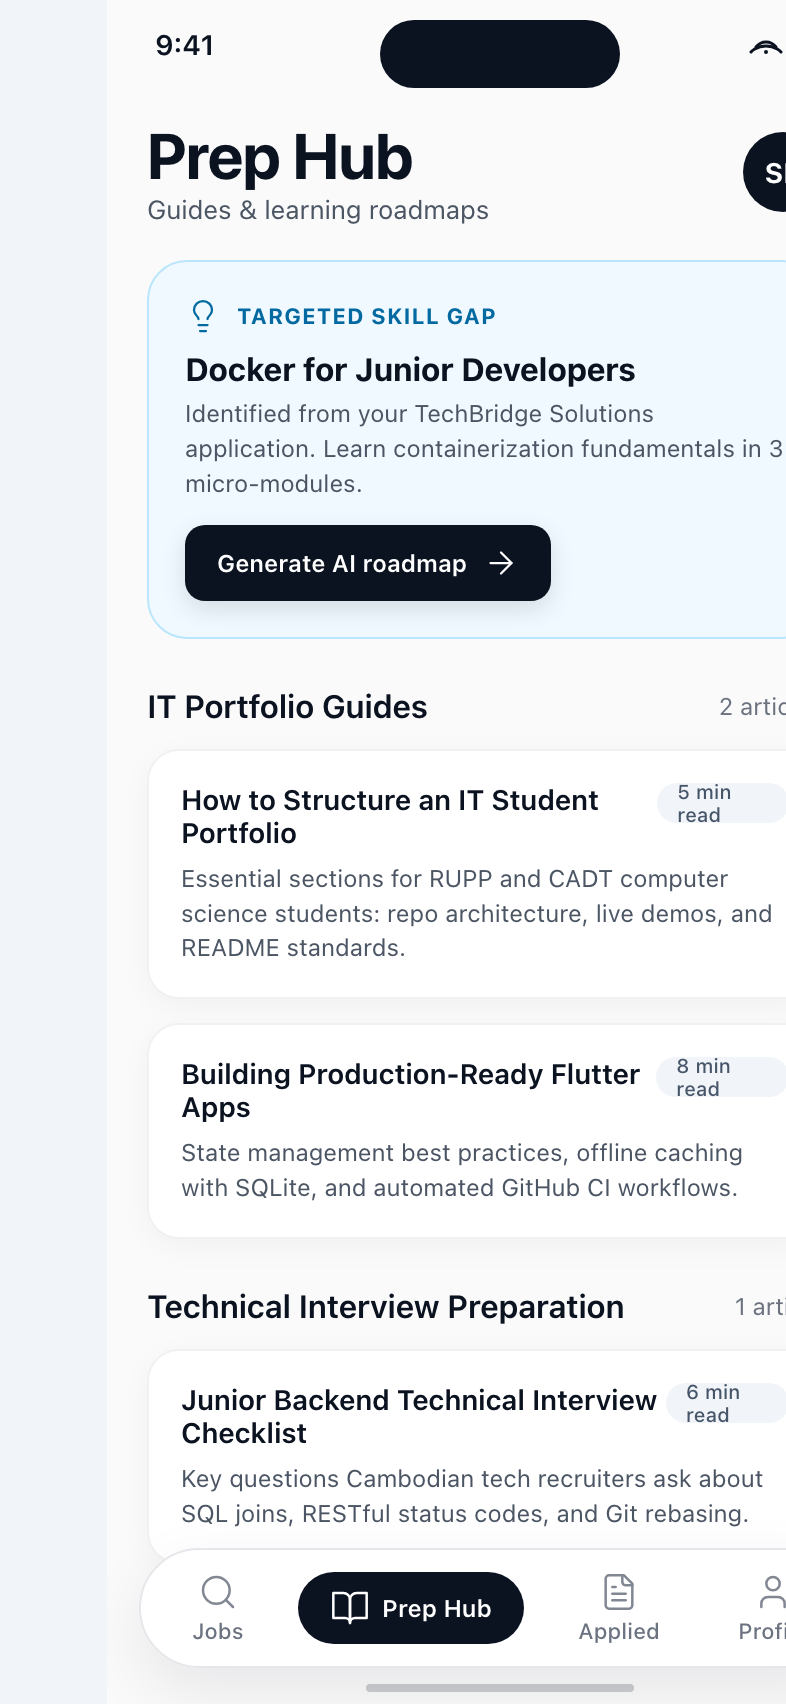 9:41
Prep Hub
Guides & learning roadmaps
TARGETED SKILL GAP
Docker for Junior Developers
Identified from your TechBridge Solutions
application. Learn containerization fundamentals in 3
micro-modules.
Generate AI roadmap
IT Portfolio Guides
2
How to Structure an IT Student
Portfolio
5 min
read
Essential sections for RUPP and CADT computer
science students: repo architecture, live demos, and
README standards.
Building Production-Ready Flutter
Apps
8 min
read
State management best practices, offline caching
with SQLite, and automated GitHub CI workflows.
Technical Interview Preparation
1
Junior Backend Technical Interview
Checklist
6 min
read
Key questions Cambodian tech recruiters ask about
SQL joins, RESTful status codes, and Git rebasing.
Jobs
Prep Hub
Applied